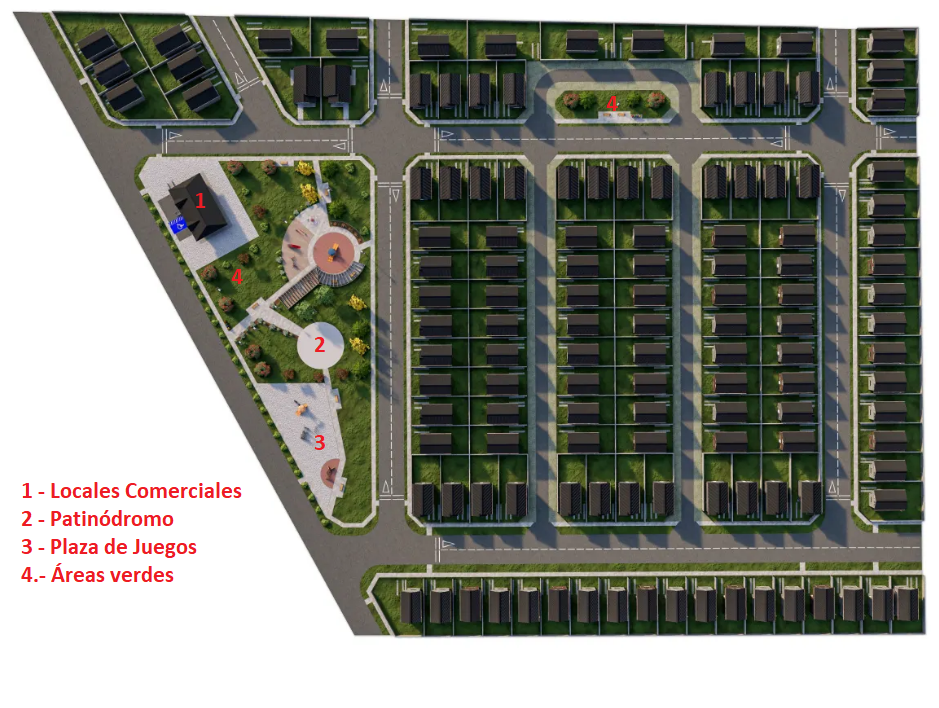 4
1
4
2
3
1 - Locales Comerciales
2 - Patinódromo
3 - Plaza de Juegos
4.- Áreas verdes